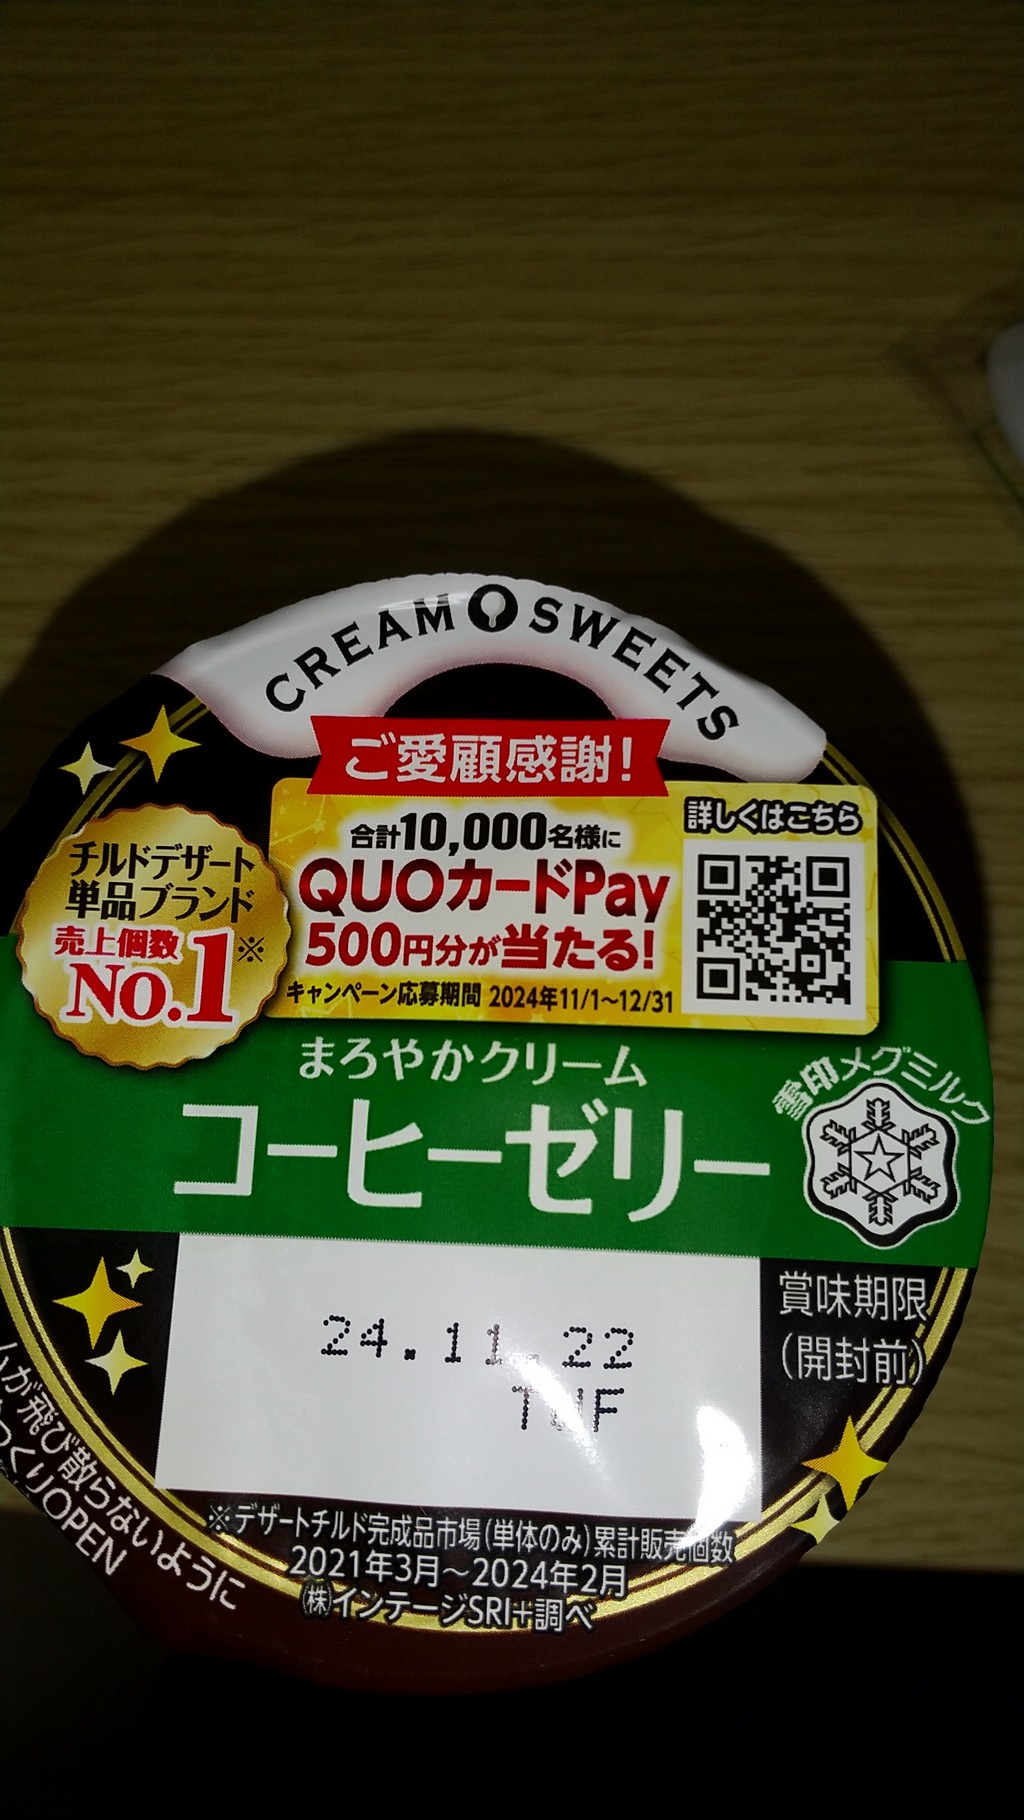 CREAM SWEETS
ご愛顧感謝!
合計10,000名様に
QUOカードPay
500円分が当たる!
キャンペーン応募期間 2024年11/1~12/31
詳しくはこちら
チルドデザート
単品ブランド
売上個数
No.1※
まろやかクリーム
コーヒーゼリー
雪印メグミルク
24.11.22
賞味期限
(開封前)
が飛び散らないように
くりOPEN
※デザートチルド完成品市場(単体のみ)累計販売個数
2021年3月~2024年2月
㈱インテージSRI+調べ